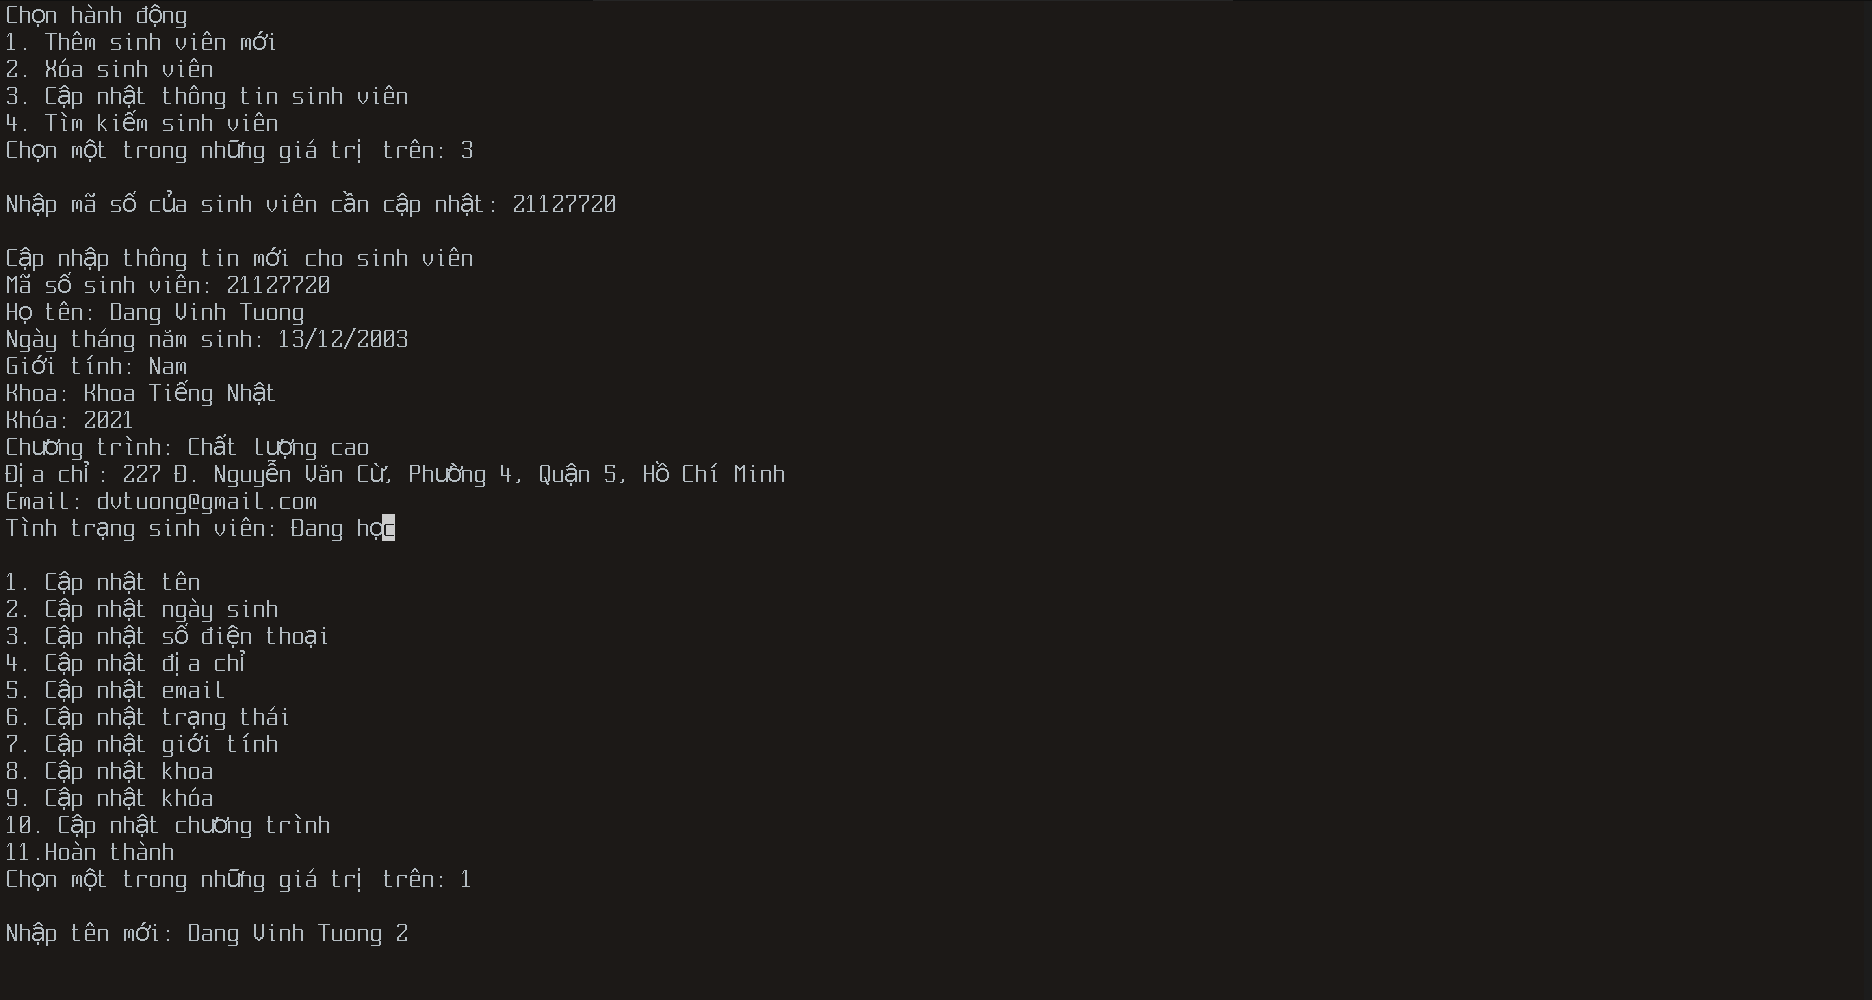 Chọn hành động
1. Thêm sinh viên mới
2. Xóa sinh viên
3. Cập nhật thông tin sinh viên
4. Tìm kiếm sinh viên
Chọn một trong những giá trị trên: 3
Nhập mã số của sinh viên cần cập nhật: 21127720
Cập nhập thông tin mới cho sinh viên
Mã số sinh viên: 21127720
Họ tên: Dang Vinh Tuong
Ngày tháng năm sinh: 13/12/2003
Giới tính: Nam
Khoa: Khoa Tiếng Nhật
Khóa: 2021
Chương trình: Chất lượng cao
Địa chỉ: 227 Đ. Nguyễn Văn Cừ, Phường 4, Quận 5, Hồ Chí Minh
Email: dvtuong@gmail.com
Tình trạng sinh viên: Đang học
1. Cập nhật tên
2. Cập nhật ngày sinh
3. Cập nhật số điện thoại
4. Cập nhật địa chỉ
5. Cập nhật email
6. Cập nhật trạng thái
7. Cập nhật giới tính
8. Cập nhật khoa
9. Cập nhật khóa
10. Cập nhật chương trình
11.Hoàn thành
Chọn một trong những giá trị trên: 1
Nhập tên mới: Dang Vinh Tuong 2